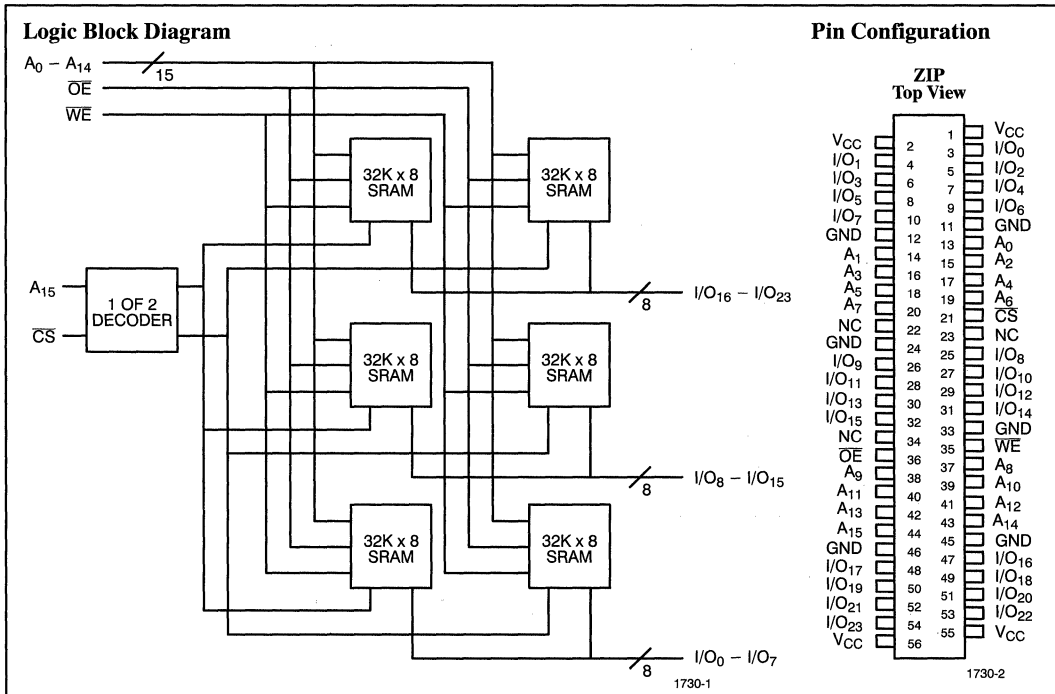 Logic Block Diagram
A₀ – A₁₄
15
O̅E̅
W̅E̅
32K x 8
SRAM
32K x 8
SRAM
8
I/O₁₆ – I/O₂₃
A₁₅
C̅S̅
1 OF 2
DECODER
32K x 8
SRAM
32K x 8
SRAM
8
I/O₈ – I/O₁₅
32K x 8
SRAM
32K x 8
SRAM
8
I/O₀ – I/O₇
1730-1
Pin Configuration
ZIP
Top View
1 VCC
VCC 2
3 I/O₀
I/O₁ 4
5 I/O₂
I/O₃ 6
7 I/O₄
I/O₅ 8
9 I/O₆
I/O₇ 10
11 GND
GND 12
13 A₀
A₁ 14
15 A₂
A₃ 16
17 A₄
A₅ 18
19 A₆
A₇ 20
21 C̅S̅
NC 22
23 NC
GND 24
25 I/O₈
I/O₉ 26
27 I/O₁₀
I/O₁₁ 28
29 I/O₁₂
I/O₁₃ 30
31 I/O₁₄
I/O₁₅ 32
33 GND
NC 34
35 W̅E̅
O̅E̅ 36
37 A₈
A₉ 38
39 A₁₀
A₁₁ 40
41 A₁₂
A₁₃ 42
43 A₁₄
A₁₅ 44
45 GND
GND 46
47 I/O₁₆
I/O₁₇ 48
49 I/O₁₈
I/O₁₉ 50
51 I/O₂₀
I/O₂₁ 52
53 I/O₂₂
I/O₂₃ 54
55 VCC
VCC 56
1730-2